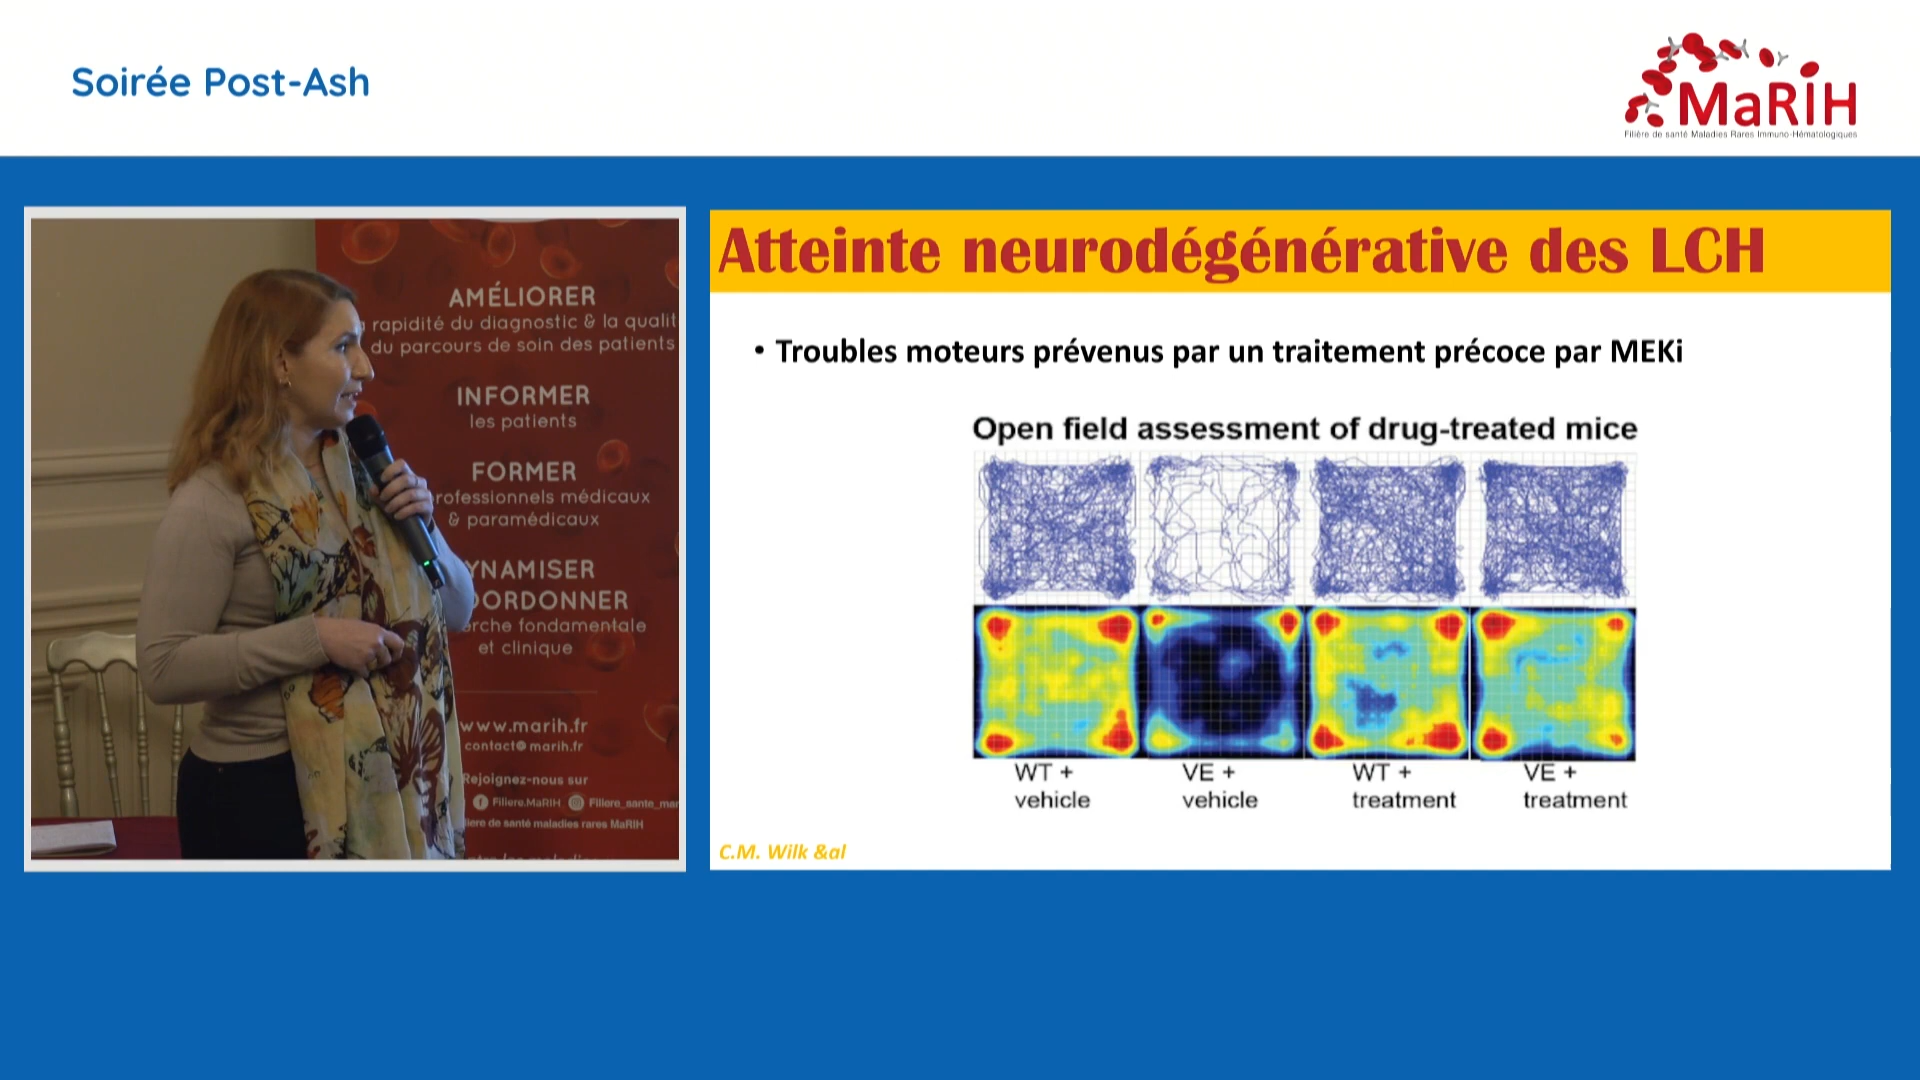 Soirée Post-Ash
MaRIH
Filière de santé Maladies Rares Immuno-Hématologiques
AMÉLIORER
rapidité du diagnostic & la qualit
du parcours de soin des patients
INFORMER
les patients
FORMER
rofessionnels médicaux
& paramédicaux
YNAMISER
OORDONNER
erche fondamentale
et clinique
www.marih.fr
contact@marih.fr
Rejoignez-nous sur
Filiere.MaRIH Filiere_sante_mar
liere de santé maladies rares MaRIH
Atteinte neurodégénérative des LCH
• Troubles moteurs prévenus par un traitement précoce par MEKi
Open field assessment of drug-treated mice
WT + VE + WT + VE +
vehicle vehicle treatment treatment
C.M. Wilk &al